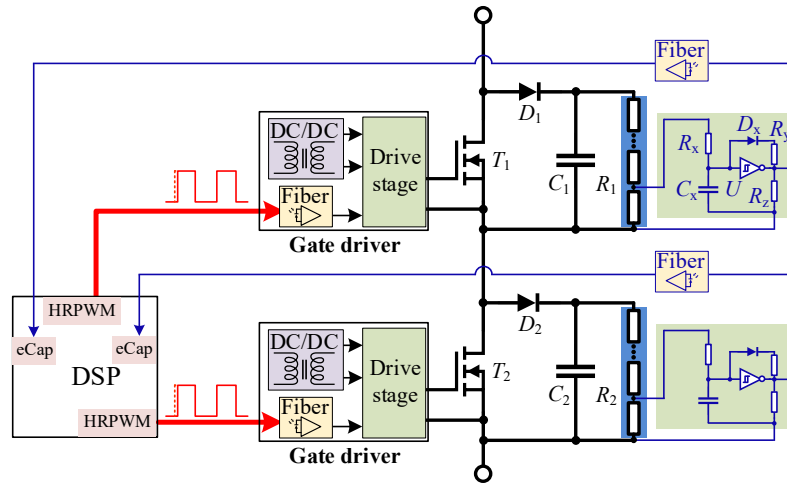 Fiber
D1
DC/DC
Drive
stage
Fiber
T1
C1
R1
Rx
Dx
Ry
Cx
U
Rz
Gate driver
Fiber
HRPWM
eCap
eCap
DSP
HRPWM
D2
DC/DC
Drive
stage
Fiber
T2
C2
R2
Gate driver